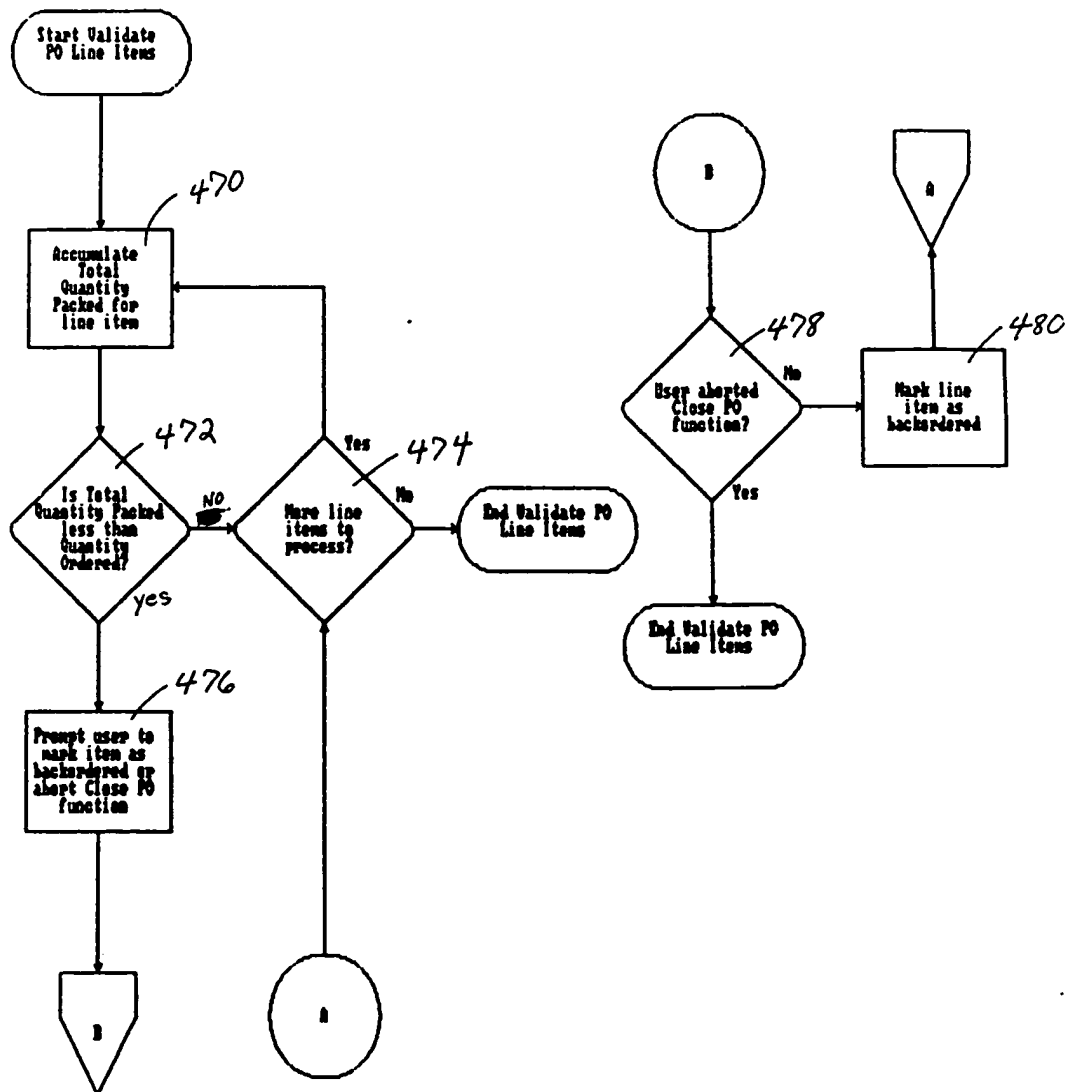 Start Validate
PO Line Items
470
Accumulate
Total
Quantity
Packed for
line item
472
Is Total
Quantity Packed
less than
Quantity
Ordered?
NO
yes
474
More line
items to
process?
Yes
No
End Validate PO
Line Items
476
Prompt user to
mark item as
backordered or
abort Close PO
function
B
A
B
478
User aborted
Close PO
function?
No
Yes
480
Mark line
item as
backordered
A
End Validate PO
Line Items